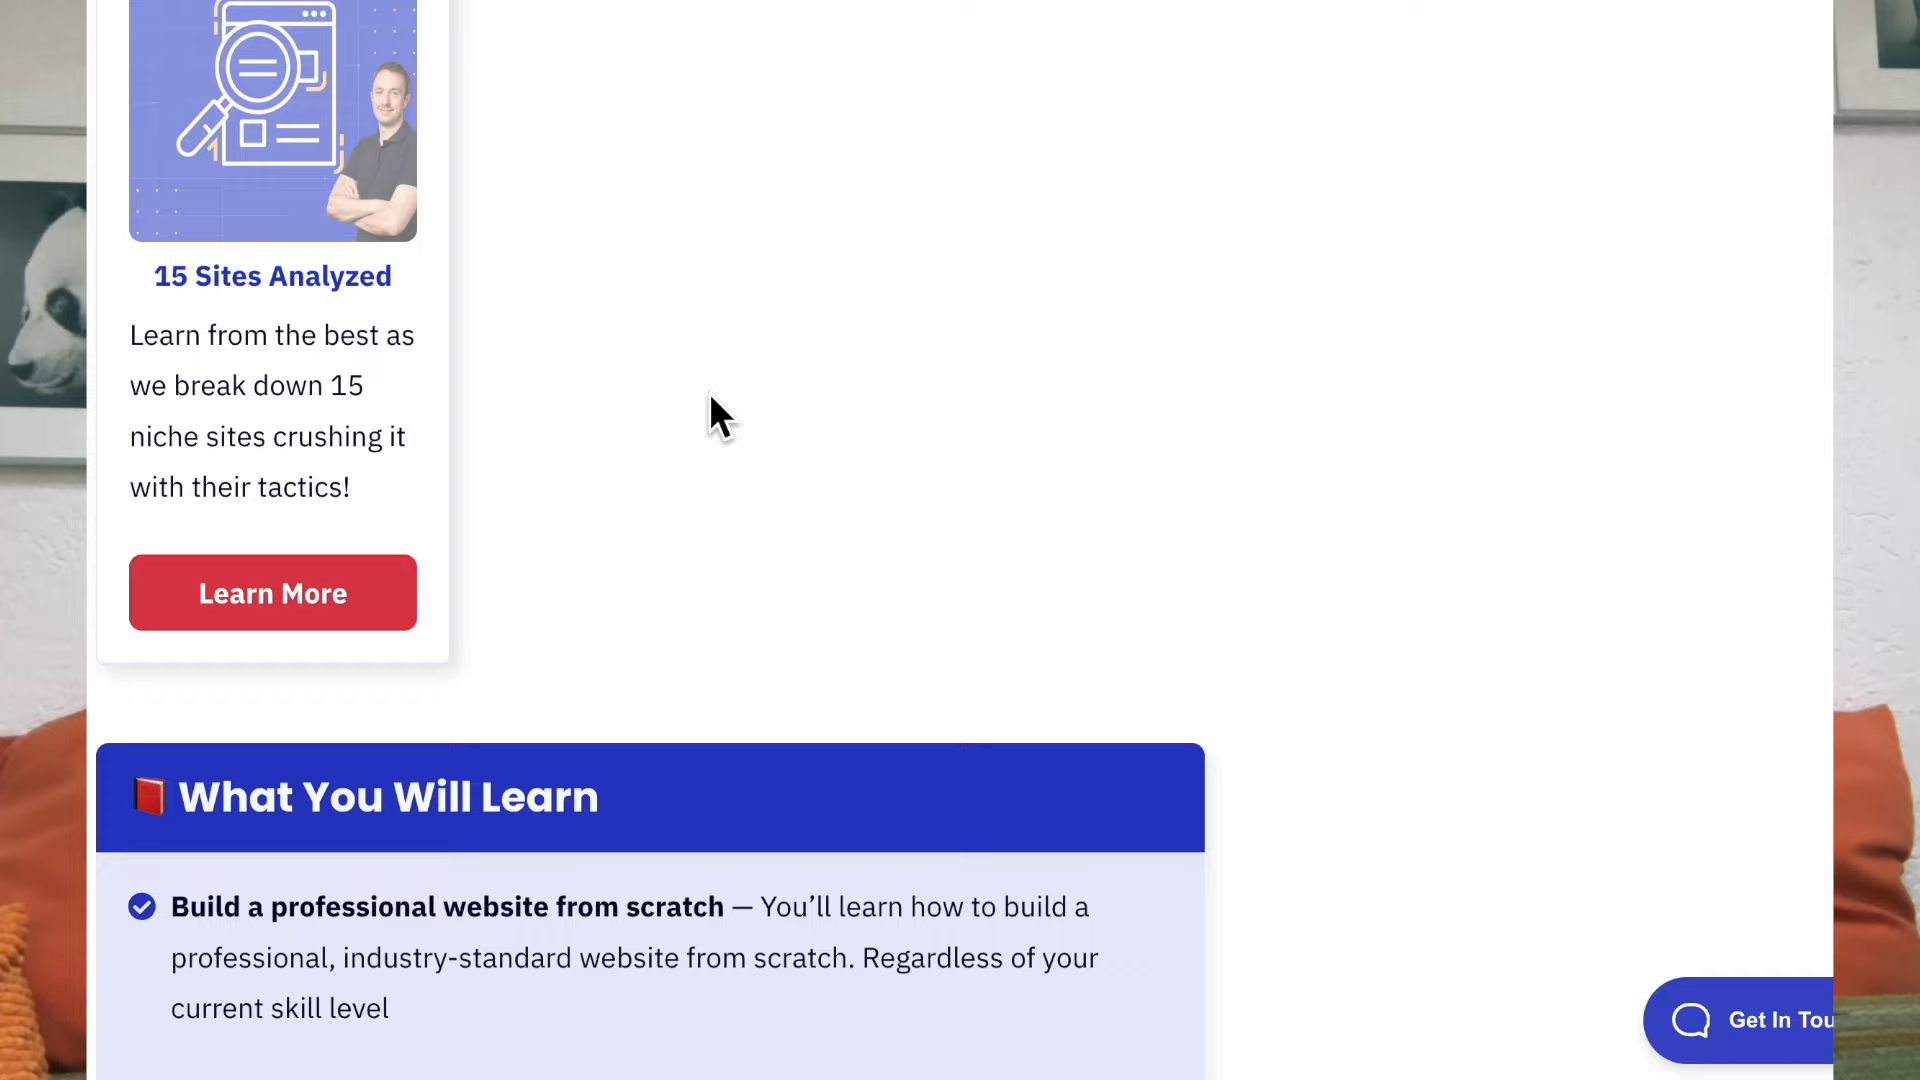 15 Sites Analyzed
Learn from the best as
we break down 15
niche sites crushing it
with their tactics!
Learn More
What You Will Learn
Build a professional website from scratch — You’ll learn how to build a
professional, industry-standard website from scratch. Regardless of your
current skill level
Get In Tou